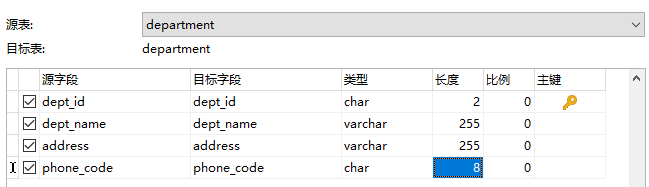 源表: department
目标表: department
源字段 目标字段 类型 长度 比例 主键
dept_id dept_id char 2 0
dept_name dept_name varchar 255 0
address address varchar 255 0
phone_code phone_code char 8 0